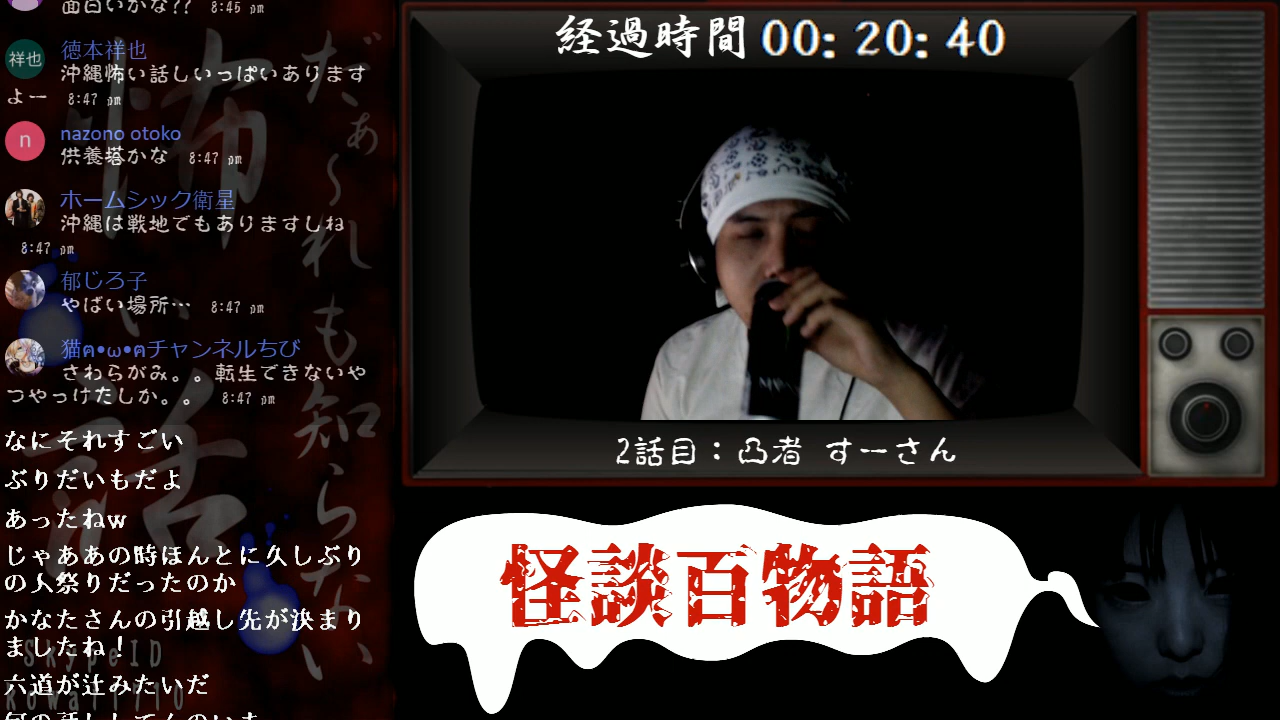 面白いかな?? 8:45 pm
祥也
徳本祥也
沖縄怖い話しいっぱいあります
よー 8:47 pm
n
nazono otoko
供養塔かな 8:47 pm
ホームシック衛星
沖縄は戦地でもありますしね
8:47 pm
郁じろ子
やばい場所… 8:47 pm
猫ฅ•ω•ฅチャンネルちび
さわらがみ。。転生できないや
つやっけたしか。。 8:47 pm
なにそれすごい
ぶりだいもだよ
あったねw
じゃああの時ほんとに久しぶり
の人祭りだったのか
かなたさんの引越し先が決まり
ましたね！
六道が辻みたいだ
怖い話
だぁ〜れも知らない
SkypeID
経過時間 00: 20: 40
2話目：凸者 すーさん
怪談百物語